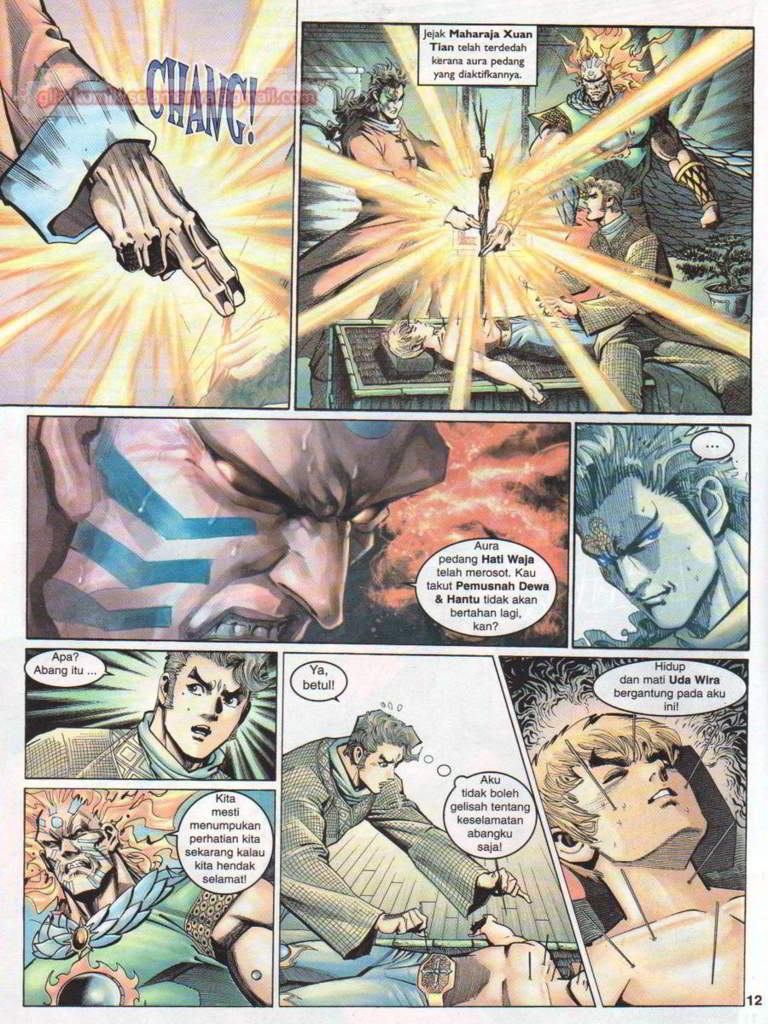 CHANG!
Jejak Maharaja Xuan
Tian telah terdedah
kerana aura pedang
yang diaktifkannya.
Aura
pedang Hati Waja
telah merosot. Kau
takut Pemusnah Dewa
& Hantu tidak akan
bertahan lagi,
kan?
...
Apa?
Abang itu ...
Ya,
betul!
Aku
tidak boleh
gelisah tentang
keselamatan
abangku
saja!
Hidup
dan mati Uda Wira
bergantung pada aku
ini!
Kita
mesti
menumpukan
perhatian kita
sekarang kalau
kita hendak
selamat!
12